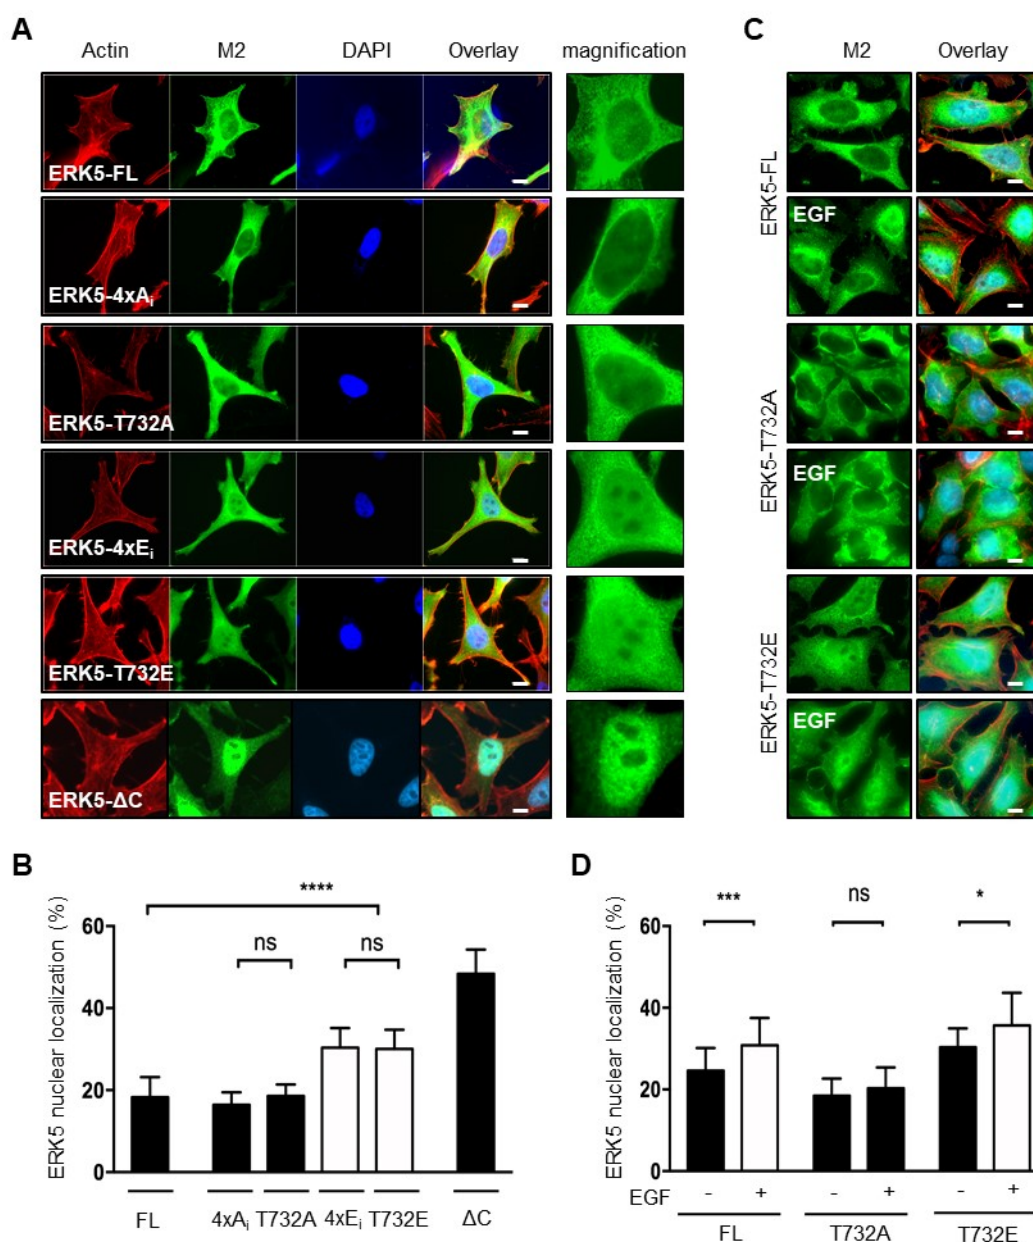 A
Actin M2 DAPI Overlay magnification
ERK5-FL
ERK5-4xAi
ERK5-T732A
ERK5-4xEi
ERK5-T732E
ERK5-ΔC
C
M2 Overlay
ERK5-FL
EGF
ERK5-T732A
EGF
ERK5-T732E
EGF
B
ERK5 nuclear localization (%)
****
60
ns ns
40
20
0
FL 4xAi T732A 4xEi T732E ΔC
D
ERK5 nuclear localization (%)
*** ns *
60
40
20
0
EGF - + - + - +
FL T732A T732E